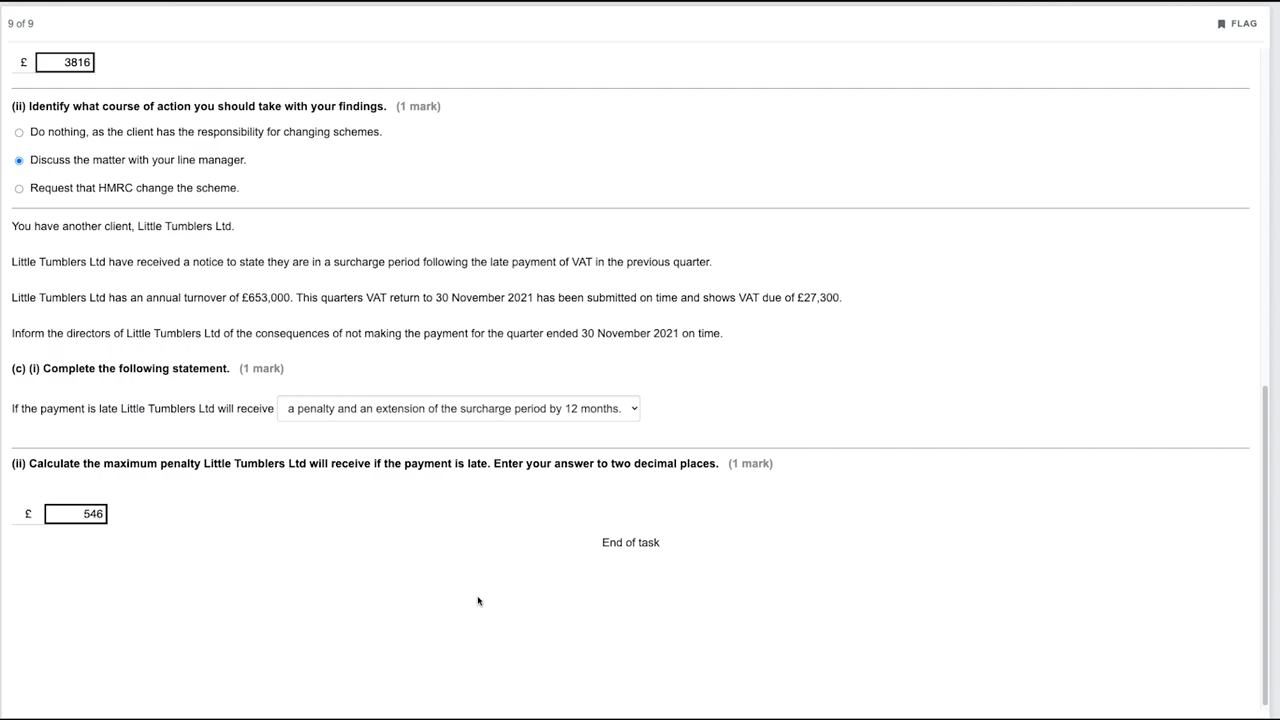 9 of 9
FLAG
£ 3816
(ii) Identify what course of action you should take with your findings. (1 mark)
Do nothing, as the client has the responsibility for changing schemes.
Discuss the matter with your line manager.
Request that HMRC change the scheme.
You have another client, Little Tumblers Ltd.
Little Tumblers Ltd have received a notice to state they are in a surcharge period following the late payment of VAT in the previous quarter.
Little Tumblers Ltd has an annual turnover of £653,000. This quarters VAT return to 30 November 2021 has been submitted on time and shows VAT due of £27,300.
Inform the directors of Little Tumblers Ltd of the consequences of not making the payment for the quarter ended 30 November 2021 on time.
(c) (i) Complete the following statement. (1 mark)
If the payment is late Little Tumblers Ltd will receive a penalty and an extension of the surcharge period by 12 months.
(ii) Calculate the maximum penalty Little Tumblers Ltd will receive if the payment is late. Enter your answer to two decimal places. (1 mark)
£ 546
End of task